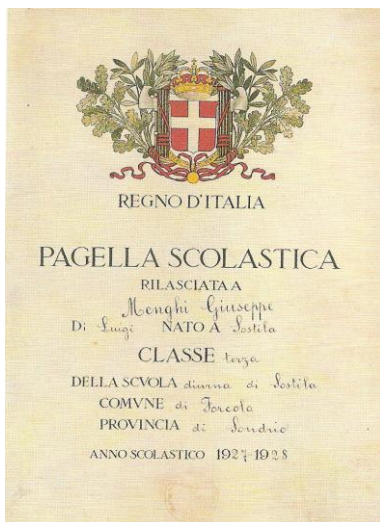 REGNO D'ITALIA
PAGELLA SCOLASTICA
RILASCIATA A
Menghi Giuseppe
Di Luigi NATO A Sostila
CLASSE terza
DELLA SCVOLA diurna di Sostila
COMVNE di Forcola
PROVINCIA di Sondrio
ANNO SCOLASTICO 1927-1928